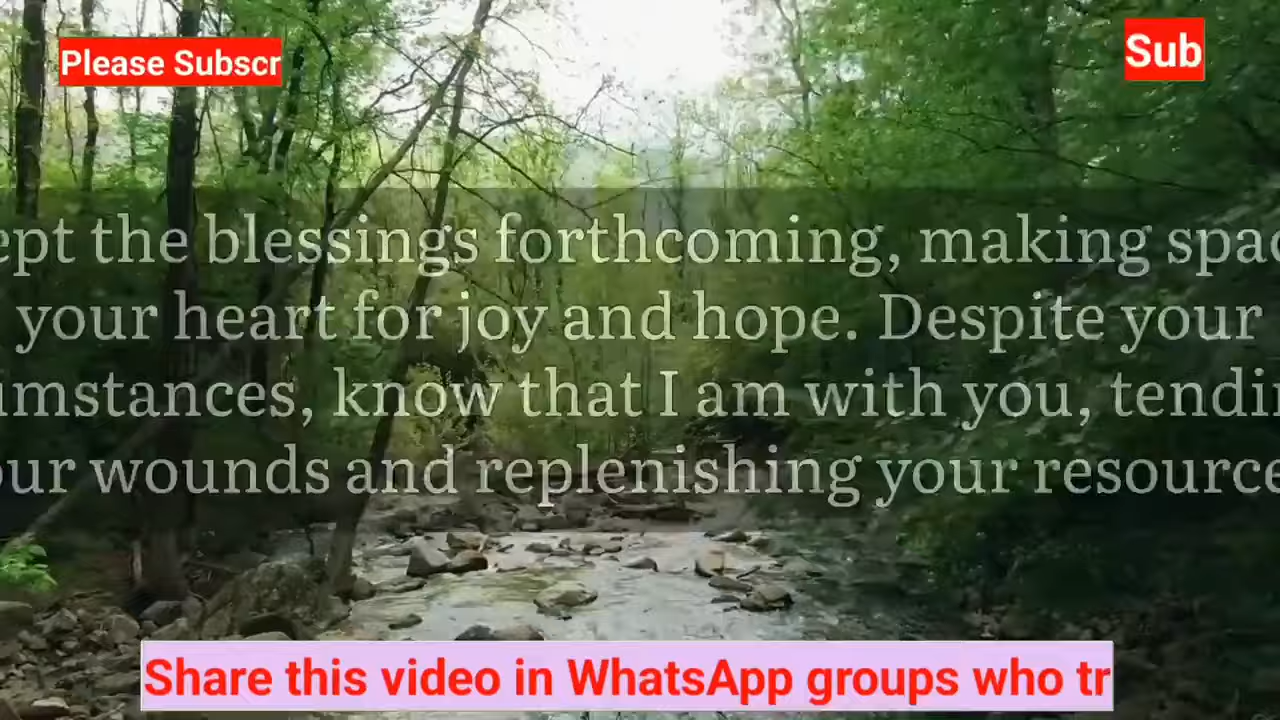 Please Subscr
Sub
ept the blessings forthcoming, making spac
your heart for joy and hope. Despite your
umstances, know that I am with you, tendi
our wounds and replenishing your resource
Share this video in WhatsApp groups who tr